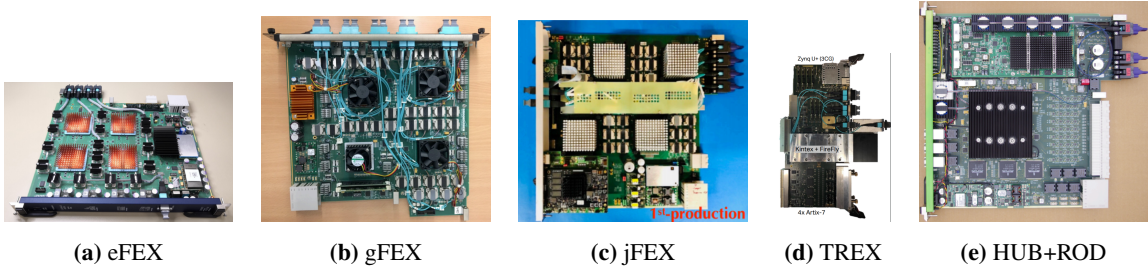 Zynq U+ (3CG)
Kintex + FireFly
4x Artix-7
1st-production
(a) eFEX
(b) gFEX
(c) jFEX
(d) TREX
(e) HUB+ROD